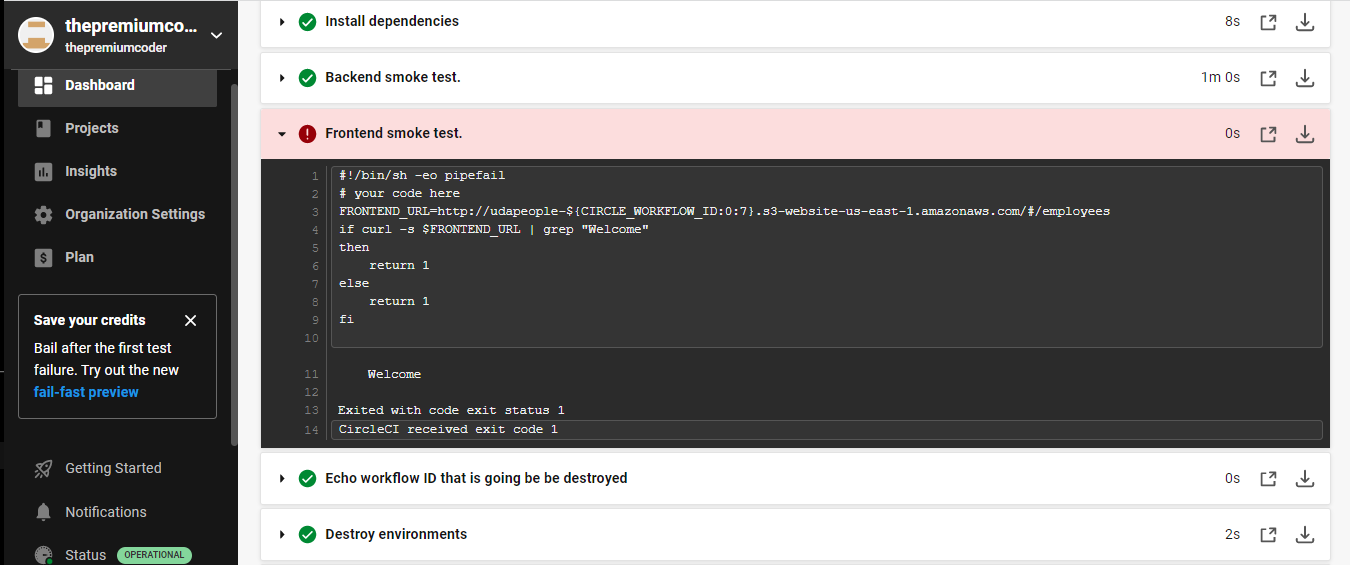 thepremiumco...
thepremiumcoder
Dashboard
Projects
Insights
Organization Settings
Plan
Save your credits
Bail after the first test
failure. Try out the new
fail-fast preview
Getting Started
Notifications
Status OPERATIONAL
Install dependencies 8s
Backend smoke test. 1m 0s
Frontend smoke test. 0s
1 #!/bin/sh -eo pipefail
2 # your code here
3 FRONTEND_URL=http://udapeople-${CIRCLE_WORKFLOW_ID:0:7}.s3-website-us-east-1.amazonaws.com/#/employees
4 if curl -s $FRONTEND_URL | grep "Welcome"
5 then
6     return 1
7 else
8     return 1
9 fi
10
11     Welcome
12
13 Exited with code exit status 1
14 CircleCI received exit code 1
Echo workflow ID that is going be be destroyed 0s
Destroy environments 2s